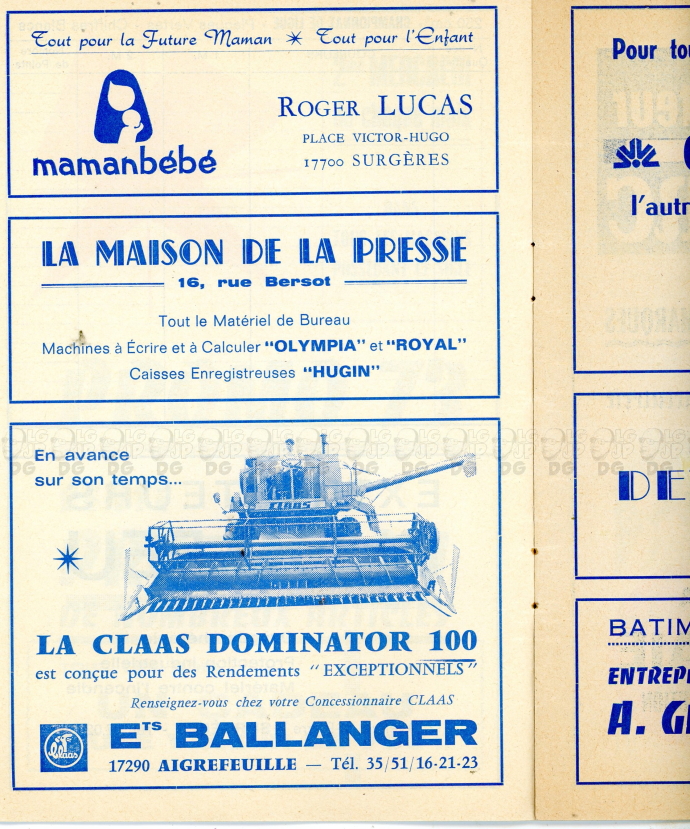 Tout pour la Future Maman ✶ Tout pour l'Enfant
mamanbébé
ROGER LUCAS
PLACE VICTOR-HUGO
17700 SURGÈRES
LA MAISON DE LA PRESSE
16, rue Bersot
Tout le Matériel de Bureau
Machines à Écrire et à Calculer "OLYMPIA" et "ROYAL"
Caisses Enregistreuses "HUGIN"
En avance
sur son temps...
CLAAS
LA CLAAS DOMINATOR 100
est conçue pour des Rendements "EXCEPTIONNELS"
Renseignez-vous chez votre Concessionnaire CLAAS
Claas
ETS BALLANGER
17290 AIGREFEUILLE — Tél. 35/51/16-21-23
Pour to
l'autr
DE
BATIM
ENTREP
A. G